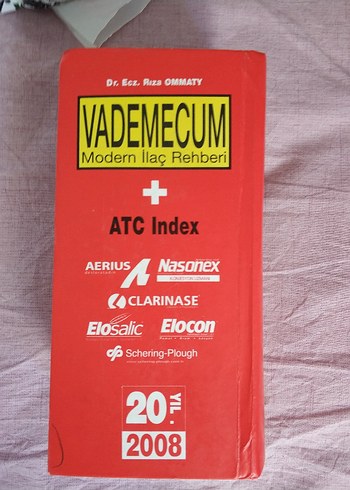 Dr. Ecz. Rıza OMMATY
VADEMECUM
Modern İlaç Rehberi
+
ATC Index
AERIUS
Nasonex
CLARINASE
Elosalic
Elocon
Schering-Plough
20 YIL.
2008